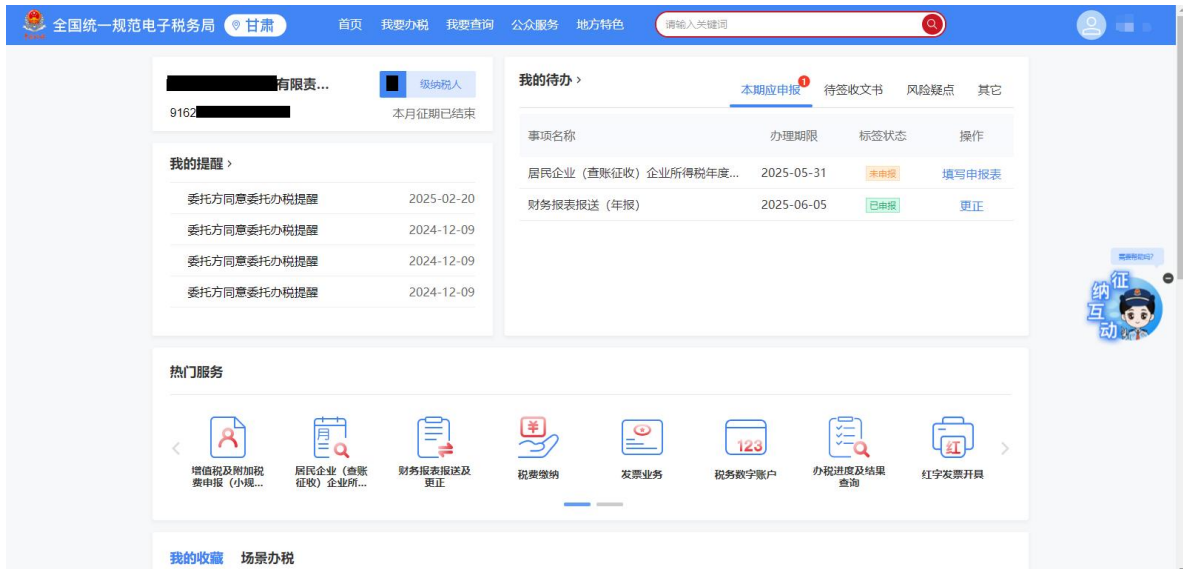 全国统一规范电子税务局
甘肃
首页 我要办税 我要查询 公众服务 地方特色
请输入关键词
有限责...
级纳税人
9162
本月征期已结束
我的提醒
委托方同意委托办税提醒 2025-02-20
委托方同意委托办税提醒 2024-12-09
委托方同意委托办税提醒 2024-12-09
委托方同意委托办税提醒 2024-12-09
我的待办
本期应申报 1 待签收文书 风险疑点 其它
事项名称 办理期限 标签状态 操作
居民企业（查账征收）企业所得税年度... 2025-05-31 未申报 填写申报表
财务报表报送（年报） 2025-06-05 已申报 更正
需要帮助吗?
征纳互动
热门服务
月
¥
123
红
增值税及附加税
费申报（小规...
居民企业（查账
征收）企业所...
财务报表报送及
更正
税费缴纳
发票业务
税务数字账户
办税进度及结果
查询
红字发票开具
我的收藏 场景办税